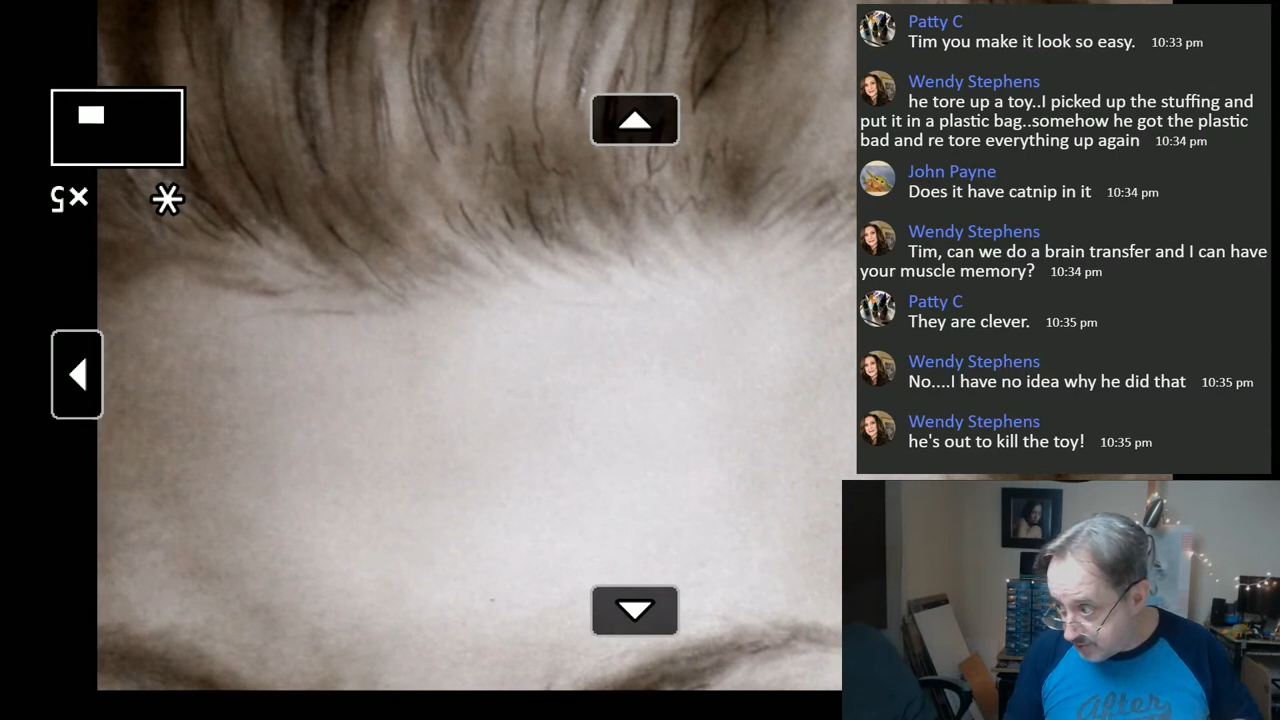 Patty C
Tim you make it look so easy. 10:33 pm
Wendy Stephens
he tore up a toy..I picked up the stuffing and
put it in a plastic bag..somehow he got the plastic
bad and re tore everything up again 10:34 pm
John Payne
Does it have catnip in it 10:34 pm
Wendy Stephens
Tim, can we do a brain transfer and I can have
your muscle memory? 10:34 pm
Patty C
They are clever. 10:35 pm
Wendy Stephens
No....I have no idea why he did that 10:35 pm
Wendy Stephens
he's out to kill the toy! 10:35 pm
x5
After